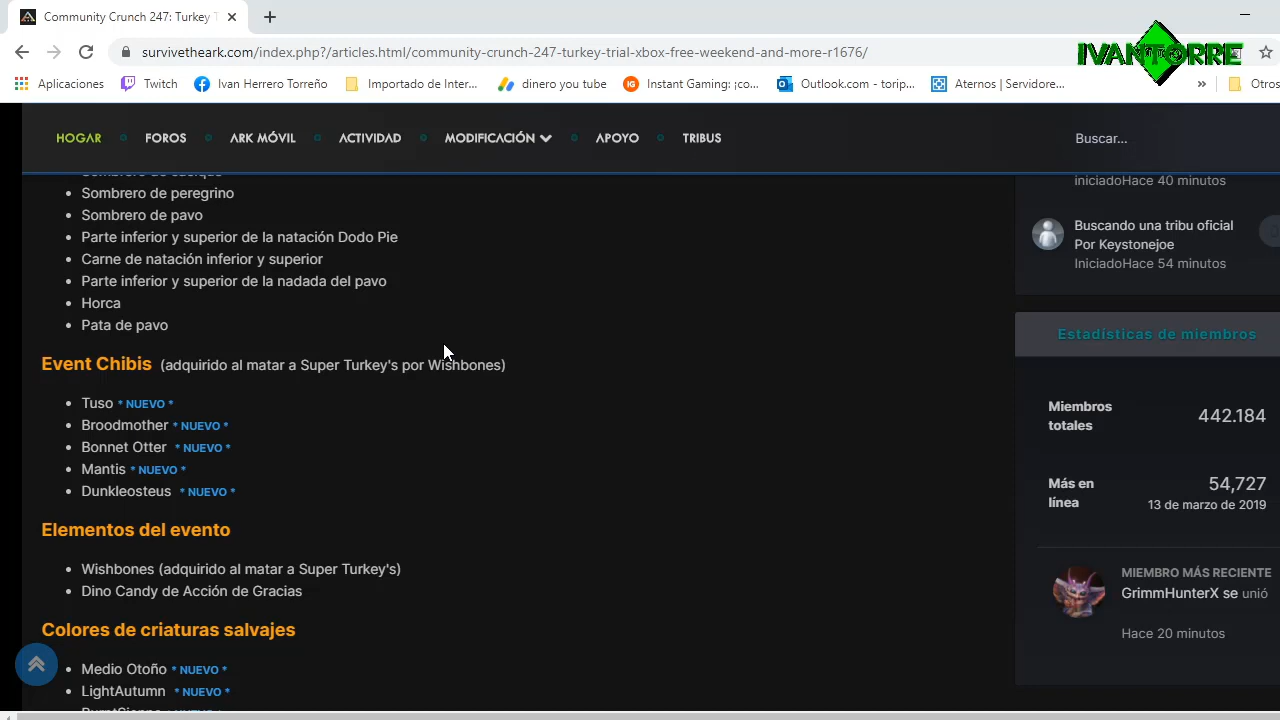 Community Crunch 247: Turkey T
survivetheark.com/index.php?/articles.html/community-crunch-247-turkey-trial-xbox-free-weekend-and-more-r1676/
IVANTORRE
Aplicaciones
Twitch
Ivan Herrero Torreño
Importado de Inter...
dinero you tube
Instant Gaming: ¡co...
Outlook.com - torip...
Aternos | Servidore...
»
Otros
HOGAR
FOROS
ARK MÓVIL
ACTIVIDAD
MODIFICACIÓN
APOYO
TRIBUS
Buscar...
Sombrero de peregrino
Sombrero de pavo
Parte inferior y superior de la natación Dodo Pie
Carne de natación inferior y superior
Parte inferior y superior de la nadada del pavo
Horca
Pata de pavo
Event Chibis (adquirido al matar a Super Turkey's por Wishbones)
Tuso * NUEVO *
Broodmother * NUEVO *
Bonnet Otter * NUEVO *
Mantis * NUEVO *
Dunkleosteus * NUEVO *
Elementos del evento
Wishbones (adquirido al matar a Super Turkey's)
Dino Candy de Acción de Gracias
Colores de criaturas salvajes
Medio Otoño * NUEVO *
LightAutumn * NUEVO *
iniciadoHace 40 minutos
Buscando una tribu oficial
Por Keystonejoe
IniciadoHace 54 minutos
Estadísticas de miembros
Miembros
totales
442.184
Más en
línea
54,727
13 de marzo de 2019
MIEMBRO MÁS RECIENTE
GrimmHunterX se unió
Hace 20 minutos